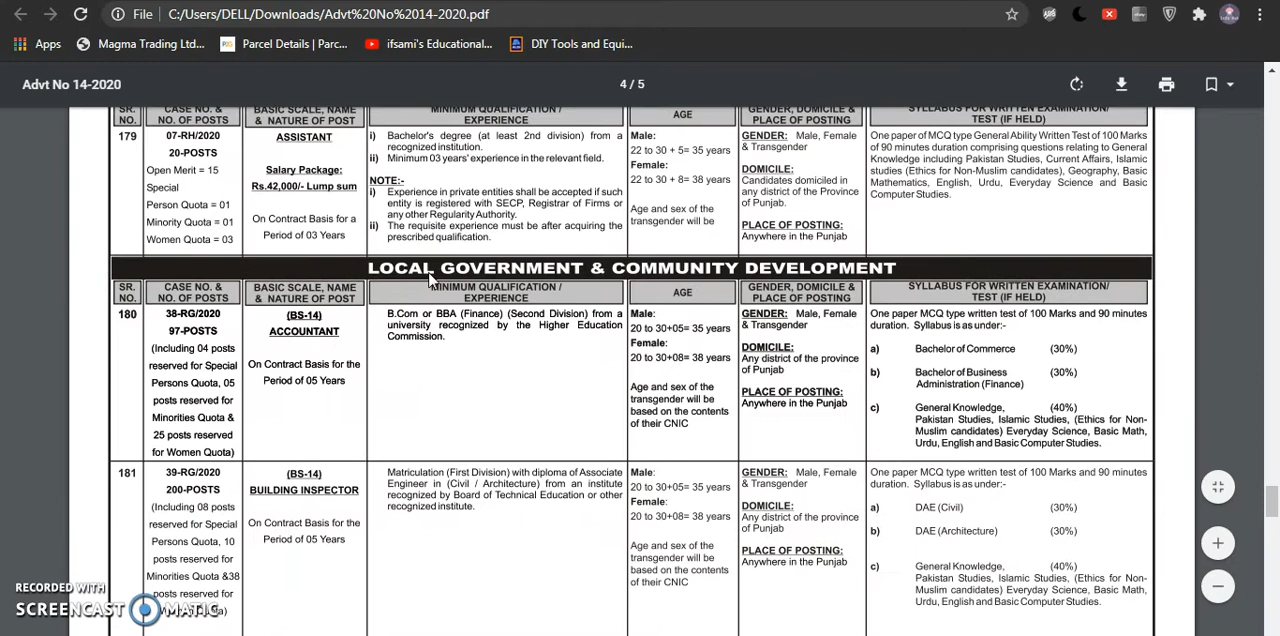 File C:/Users/DELL/Downloads/Advt%20No%2014-2020.pdf
Apps Magma Trading Ltd... Parcel Details | Parc... ifsami's Educational... DIY Tools and Equi...
Advt No 14-2020
4 / 5
SR. NO.
CASE NO. & NO. OF POSTS
BASIC SCALE, NAME & NATURE OF POST
MINIMUM QUALIFICATION / EXPERIENCE
AGE
GENDER, DOMICILE & PLACE OF POSTING
SYLLABUS FOR WRITTEN EXAMINATION/ TEST (IF HELD)
179
07-RH/2020
20-POSTS
Open Merit = 15
Special
Person Quota = 01
Minority Quota = 01
Women Quota = 03
ASSISTANT
Salary Package:
Rs.42,000/- Lump sum
On Contract Basis for a
Period of 03 Years
i) Bachelor's degree (at least 2nd division) from a
recognized institution.
ii) Minimum 03 years' experience in the relevant field.
NOTE:-
i) Experience in private entities shall be accepted if such
entity is registered with SECP, Registrar of Firms or
any other Regularity Authority.
ii) The requisite experience must be after acquiring the
prescribed qualification.
Male:
22 to 30 + 5= 35 years
Female:
22 to 30 + 8= 38 years
Age and sex of the
transgender will be
GENDER: Male, Female
& Transgender
DOMICILE:
Candidates domiciled in
any district of the Province
of Punjab.
PLACE OF POSTING:
Anywhere in the Punjab
One paper of MCQ type General Ability Written Test of 100 Marks
of 90 minutes duration comprising questions relating to General
Knowledge including Pakistan Studies, Current Affairs, Islamic
studies (Ethics for Non-Muslim candidates), Geography, Basic
Mathematics, English, Urdu, Everyday Science and Basic
Computer Studies.
LOCAL GOVERNMENT & COMMUNITY DEVELOPMENT
SR. NO.
CASE NO. & NO. OF POSTS
BASIC SCALE, NAME & NATURE OF POST
MINIMUM QUALIFICATION / EXPERIENCE
AGE
GENDER, DOMICILE & PLACE OF POSTING
SYLLABUS FOR WRITTEN EXAMINATION/ TEST (IF HELD)
180
38-RG/2020
97-POSTS
(Including 04 posts
reserved for Special
Persons Quota, 05
posts reserved for
Minorities Quota &
25 posts reserved
for Women Quota)
(BS-14)
ACCOUNTANT
On Contract Basis for the
Period of 05 Years
B.Com or BBA (Finance) (Second Division) from a
university recognized by the Higher Education
Commission.
Male:
20 to 30+05= 35 years
Female:
20 to 30+08= 38 years
Age and sex of the
transgender will be
based on the contents
of their CNIC
GENDER: Male, Female
& Transgender
DOMICILE:
Any district of the province
of Punjab
PLACE OF POSTING:
Anywhere in the Punjab
One paper MCQ type written test of 100 Marks and 90 minutes
duration. Syllabus is as under:-
a) Bachelor of Commerce (30%)
b) Bachelor of Business (30%)
Administration (Finance)
c) General Knowledge, (40%)
Pakistan Studies, Islamic Studies, (Ethics for Non-
Muslim candidates) Everyday Science, Basic Math,
Urdu, English and Basic Computer Studies.
181
39-RG/2020
200-POSTS
(Including 08 posts
reserved for Special
Persons Quota, 10
posts reserved for
Minorities Quota &38
posts reserved for
(BS-14)
BUILDING INSPECTOR
On Contract Basis for the
Period of 05 Years
Matriculation (First Division) with diploma of Associate
Engineer in (Civil / Architecture) from an institute
recognized by Board of Technical Education or other
recognized institute.
Male:
20 to 30+05= 35 years
Female:
20 to 30+08= 38 years
Age and sex of the
transgender will be
based on the contents
of their CNIC
GENDER: Male, Female
& Transgender
DOMICILE:
Any district of the province
of Punjab
PLACE OF POSTING:
Anywhere in the Punjab
One paper MCQ type written test of 100 Marks and 90 minutes
duration. Syllabus is as under:-
a) DAE (Civil) (30%)
b) DAE (Architecture) (30%)
c) General Knowledge, (40%)
Pakistan Studies, Islamic Studies, (Ethics for Non-
Muslim candidates) Everyday Science, Basic Math,
Urdu, English and Basic Computer Studies.
RECORDED WITH
SCREENCAST MATIC